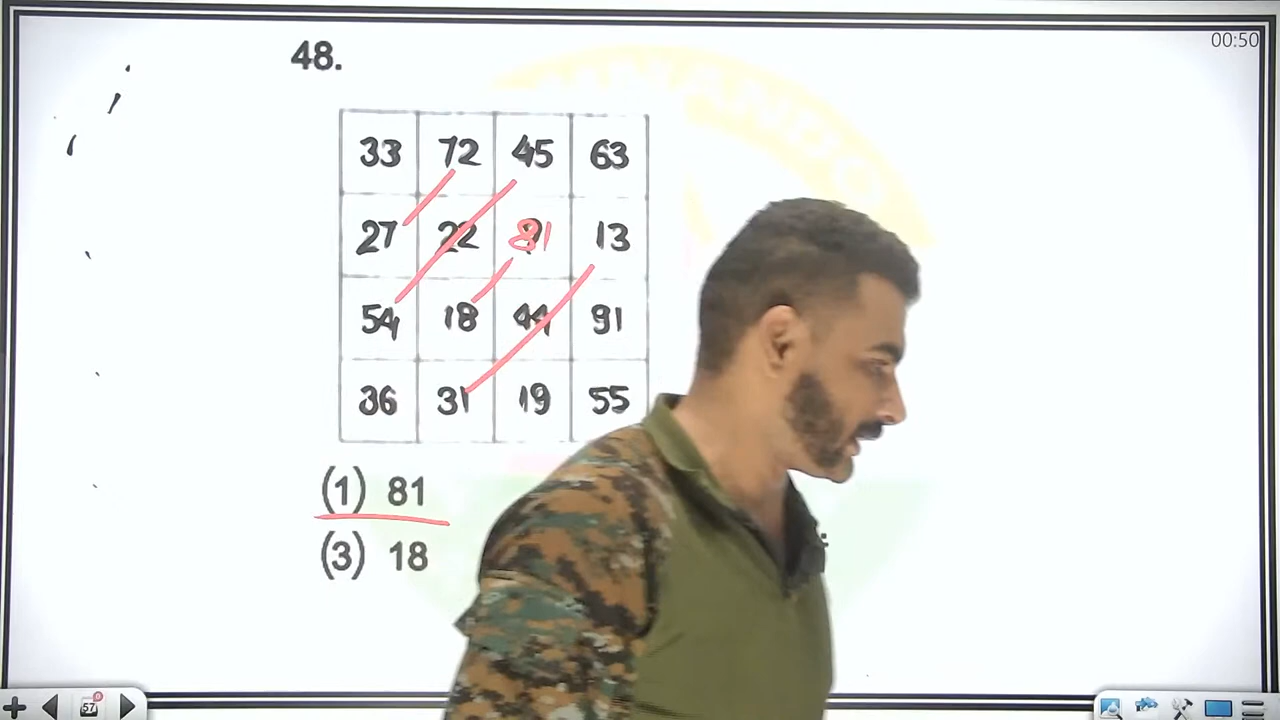 00:50
48.
33 72 45 63
27 22 81 13
54 18 44 91
36 31 19 55
(1) 81
(3) 18
57